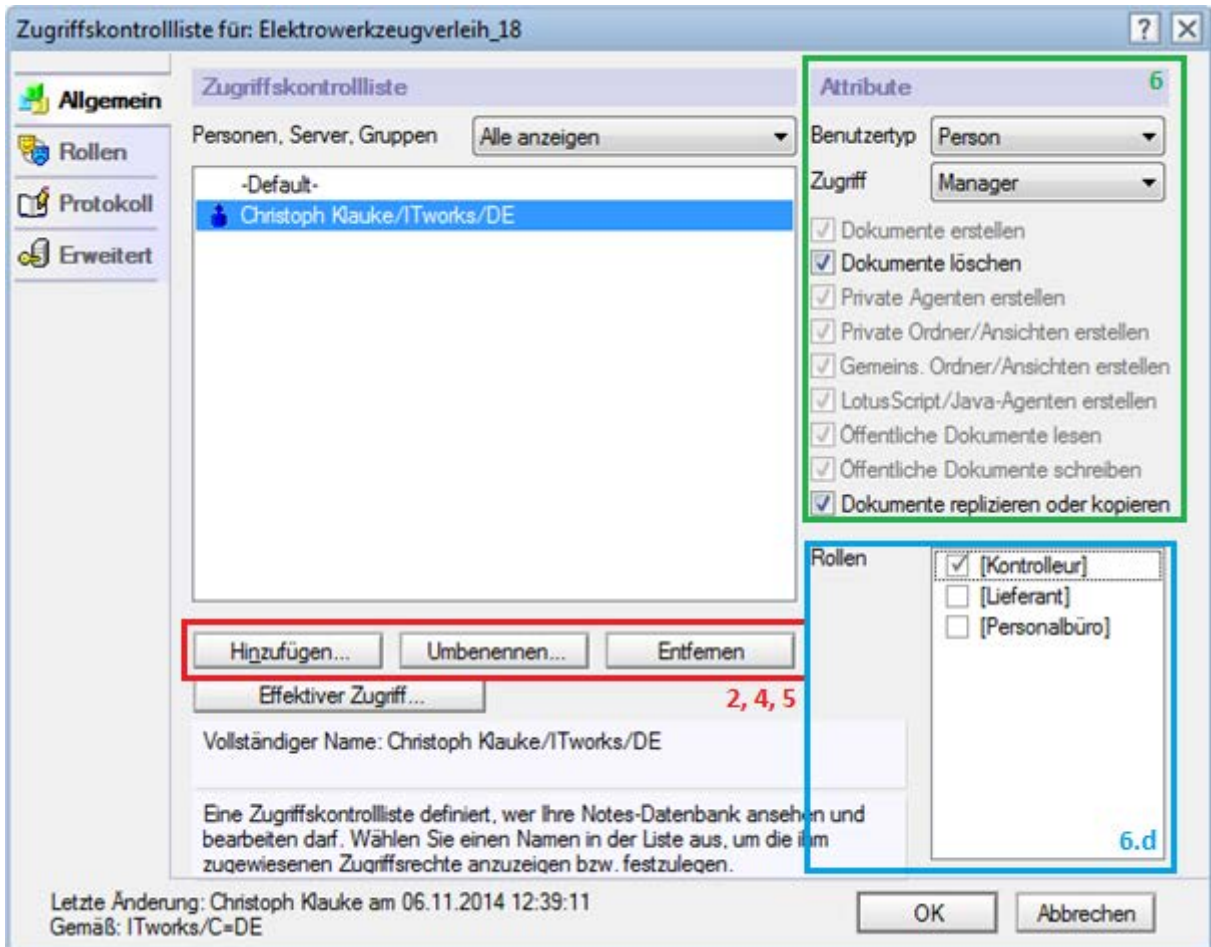 Zugriffskontrollliste für: Elektrowerkzeugverleih_18
?
X
Allgemein
Rollen
Protokoll
Erweitert
Zugriffskontrollliste
Personen, Server, Gruppen
Alle anzeigen
-Default-
Christoph Klauke/ITworks/DE
Hinzufügen...
Umbenennen...
Entfernen
Effektiver Zugriff...
2, 4, 5
Vollständiger Name: Christoph Klauke/ITworks/DE
Eine Zugriffskontrollliste definiert, wer Ihre Notes-Datenbank ansehen und
bearbeiten darf. Wählen Sie einen Namen in der Liste aus, um die ihm
zugewiesenen Zugriffsrechte anzuzeigen bzw. festzulegen.
Attribute
6
Benutzertyp
Person
Zugriff
Manager
Dokumente erstellen
Dokumente löschen
Private Agenten erstellen
Private Ordner/Ansichten erstellen
Gemeins. Ordner/Ansichten erstellen
LotusScript/Java-Agenten erstellen
Öffentliche Dokumente lesen
Öffentliche Dokumente schreiben
Dokumente replizieren oder kopieren
Rollen
[Kontrolleur]
[Lieferant]
[Personalbüro]
6.d
Letzte Änderung: Christoph Klauke am 06.11.2014 12:39:11
Gemäß: ITworks/C=DE
OK
Abbrechen